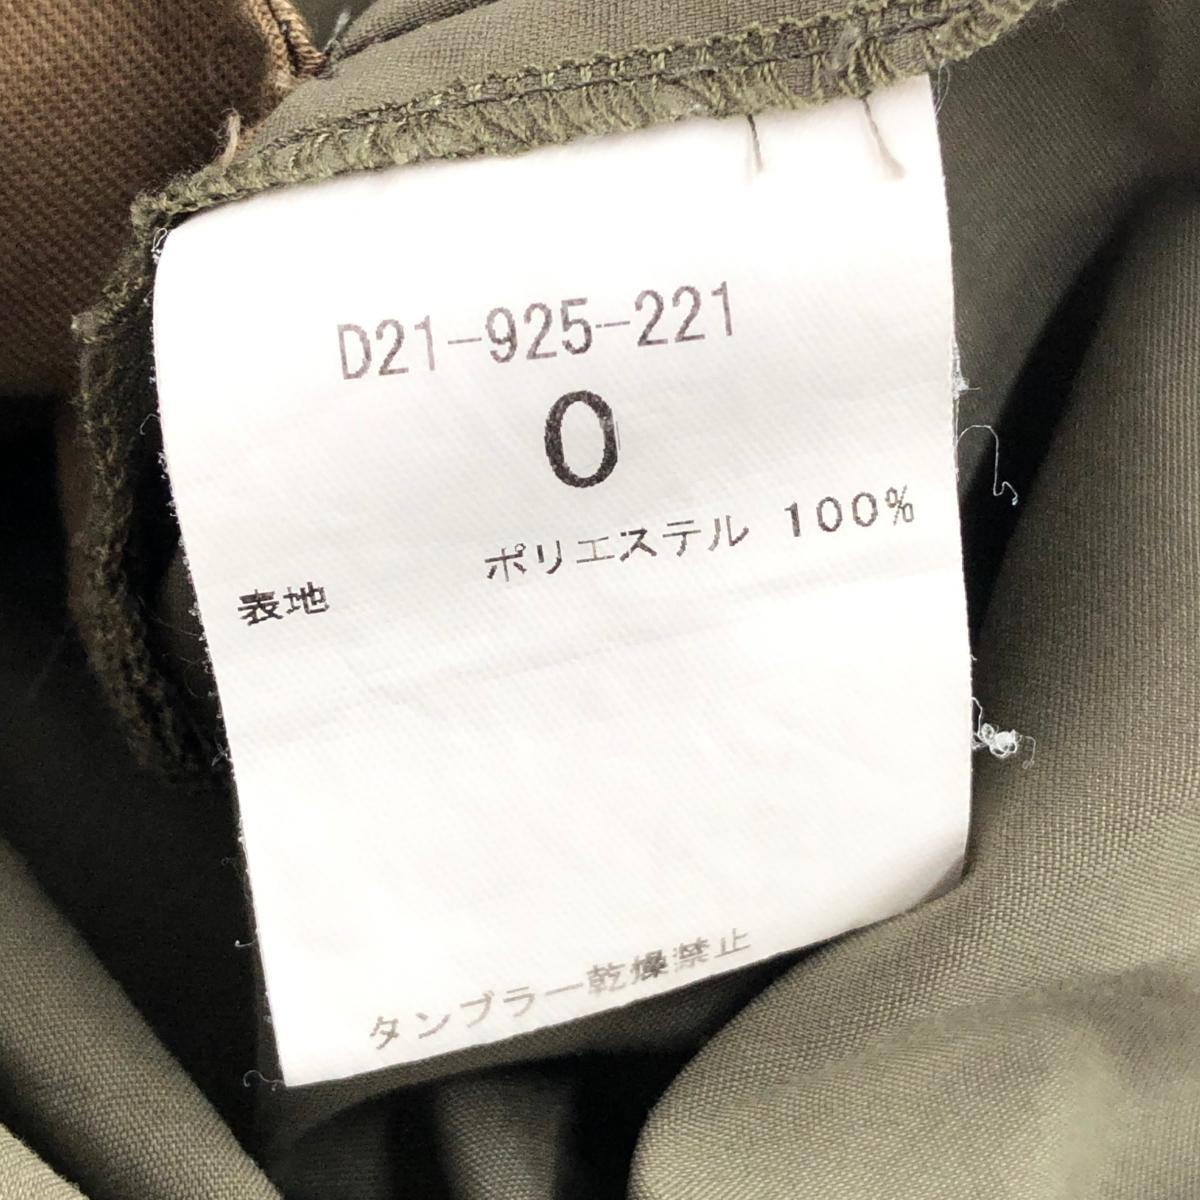 D21-925-221
0
ポリエステル 100%
表地
タンブラー乾燥禁止